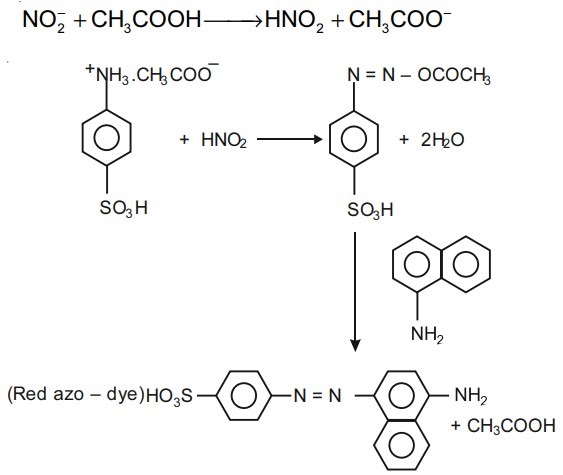 NO₂⁻ + CH₃COOH ⟶ HNO₂ + CH₃COO⁻
⁺NH₃.CH₃COO⁻
N = N – OCOCH₃
+ HNO₂ ⟶ + 2H₂O
SO₃H
SO₃H
NH₂
(Red azo – dye)HO₃S – –N = N – – NH₂
+ CH₃COOH